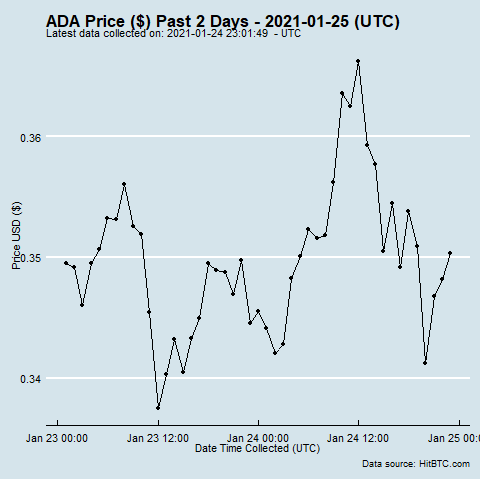 ADA Price ($) Past 2 Days - 2021-01-25 (UTC)
Latest data collected on: 2021-01-24 23:01:49 - UTC
0.36
0.35
0.34
Price USD ($)
Jan 23 00:00 Jan 23 12:00 Jan 24 00:00 Jan 24 12:00 Jan 25 00:00
Date Time Collected (UTC)
Data source: HitBTC.com